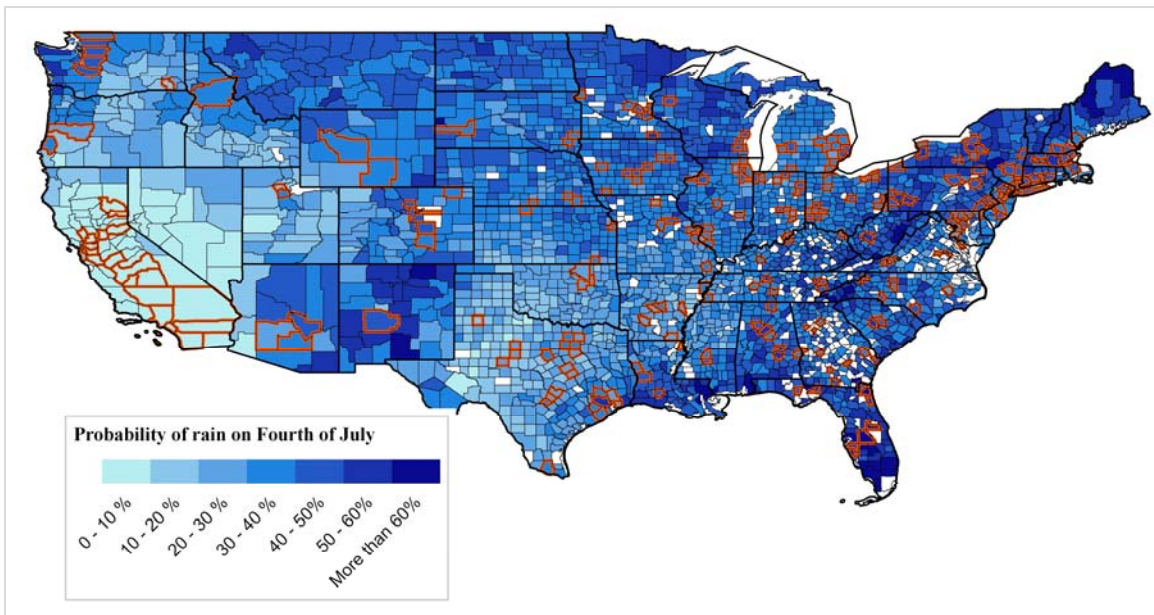 Probability of rain on Fourth of July
0 - 10 %
10 - 20 %
20 - 30 %
30 - 40 %
40 - 50%
50 - 60%
More than 60%